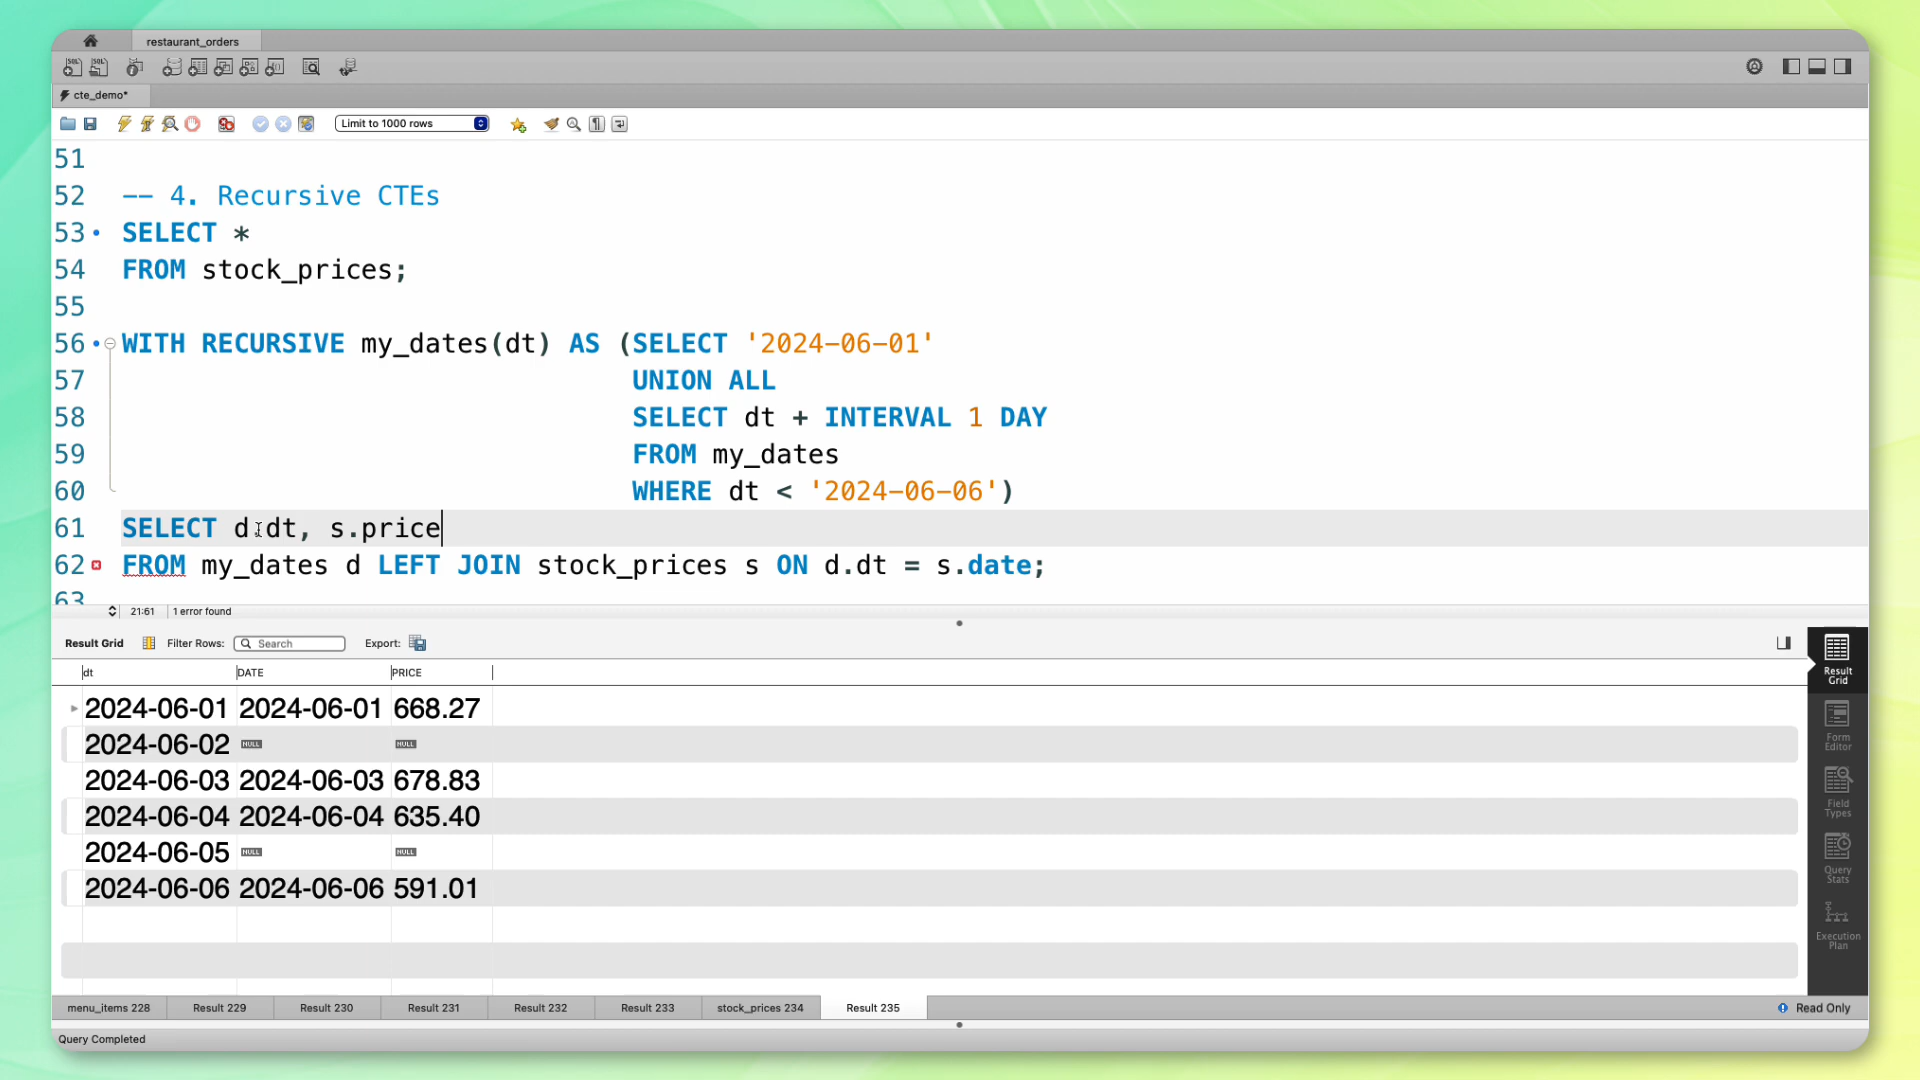 restaurant_orders
cte_demo*
Limit to 1000 rows
51
52 -- 4. Recursive CTEs
53 SELECT *
54 FROM stock_prices;
55
56 WITH RECURSIVE my_dates(dt) AS (SELECT '2024-06-01'
57 UNION ALL
58 SELECT dt + INTERVAL 1 DAY
59 FROM my_dates
60 WHERE dt < '2024-06-06')
61 SELECT d.dt, s.price
62 FROM my_dates d LEFT JOIN stock_prices s ON d.dt = s.date;
63
21:61 1 error found
Result Grid Filter Rows: Search Export:
dt DATE PRICE
2024-06-01 2024-06-01 668.27
2024-06-02 NULL NULL
2024-06-03 2024-06-03 678.83
2024-06-04 2024-06-04 635.40
2024-06-05 NULL NULL
2024-06-06 2024-06-06 591.01
Result
Grid
Form
Editor
Field
Types
Query
Stats
Execution
Plan
menu_items 228 Result 229 Result 230 Result 231 Result 232 Result 233 stock_prices 234 Result 235 Read Only
Query Completed